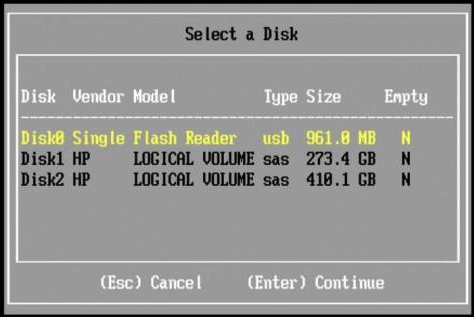 Select a Disk
Disk Vendor Model Type Size Empty
Disk0 Single Flash Reader usb 961.0 MB N
Disk1 HP LOGICAL VOLUME sas 273.4 GB N
Disk2 HP LOGICAL VOLUME sas 410.1 GB N
(Esc) Cancel (Enter) Continue